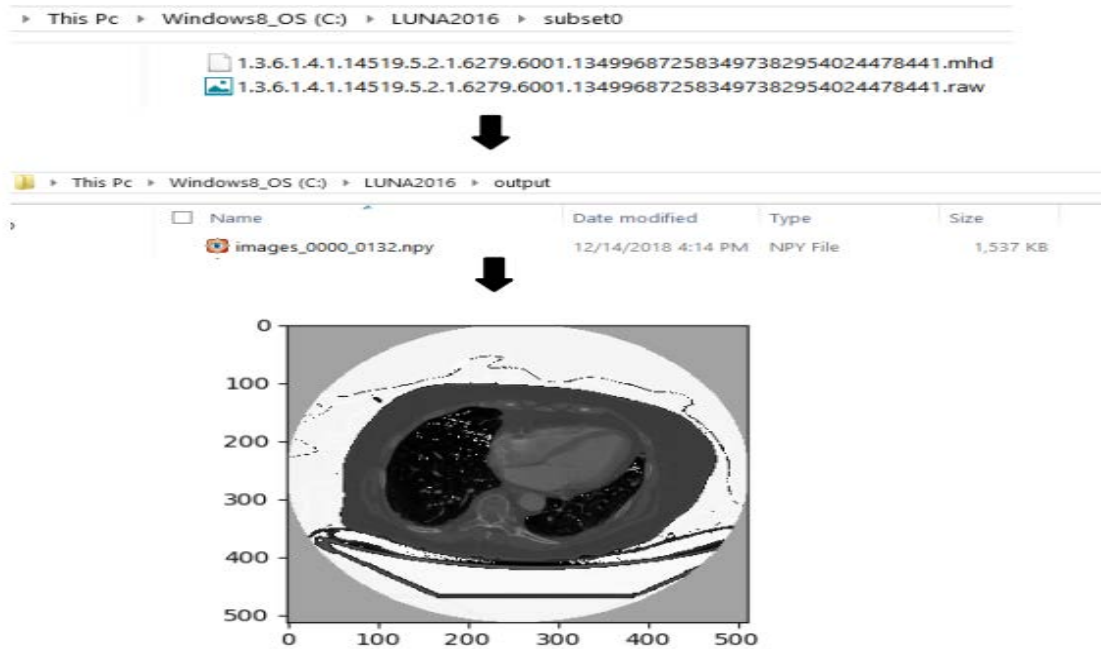 This Pc Windows8_OS (C:) LUNA2016 subset0
1.3.6.1.4.1.14519.5.2.1.6279.6001.134996872583497382954024478441.mhd
1.3.6.1.4.1.14519.5.2.1.6279.6001.134996872583497382954024478441.raw
This Pc Windows8_OS (C:) LUNA2016 output
Name Date modified Type Size
images_0000_0132.npy 12/14/2018 4:14 PM NPY File 1,537 KB
0
100
200
300
400
500
0 100 200 300 400 500